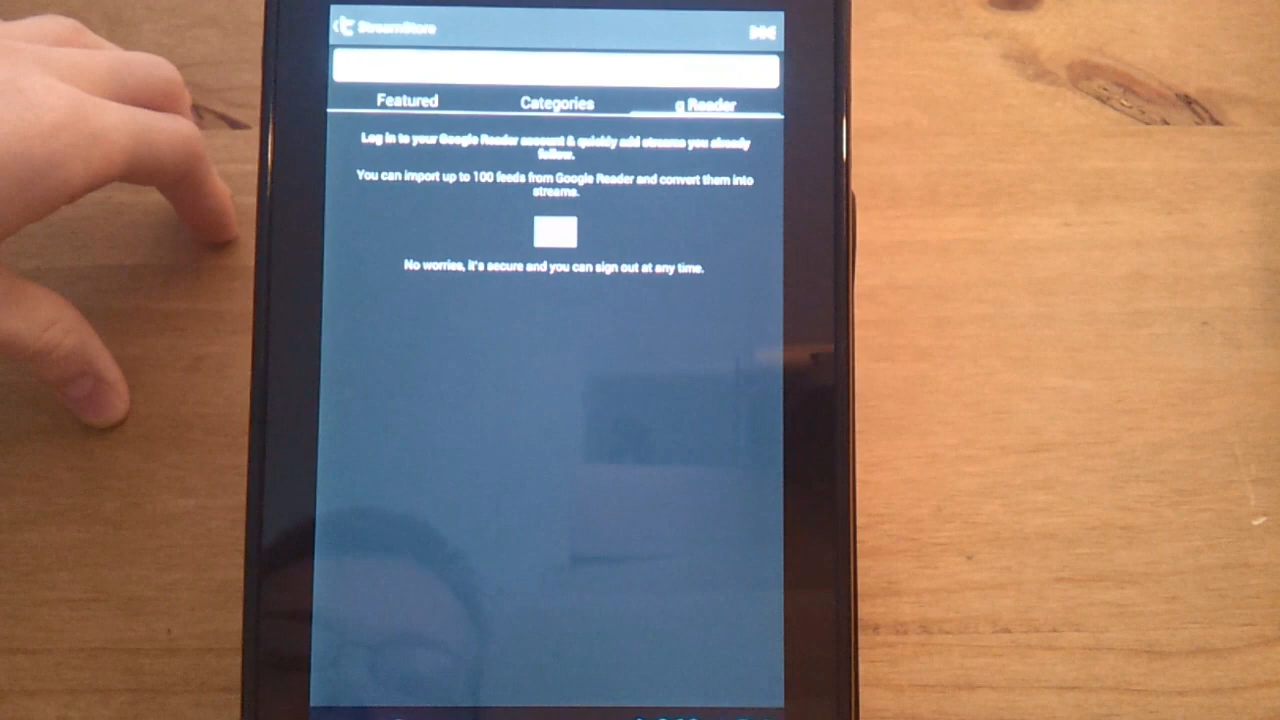 StreamStore
Featured
Categories
g Reader
Log in to your Google Reader account & quickly add streams you already
follow.
You can import up to 100 feeds from Google Reader and convert them into
streams.
No worries, it's secure and you can sign out at any time.